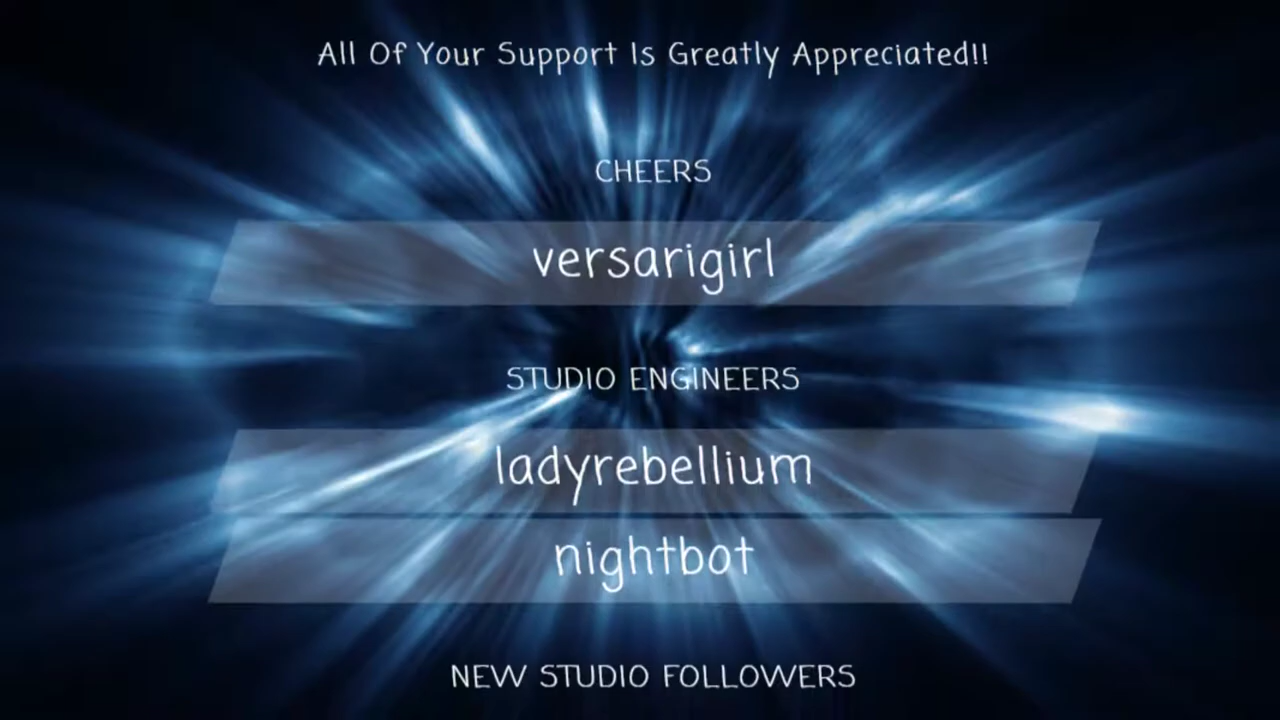 All Of Your Support Is Greatly Appreciated!!
CHEERS
versarigirl
STUDIO ENGINEERS
ladyrebellium
nightbot
NEW STUDIO FOLLOWERS